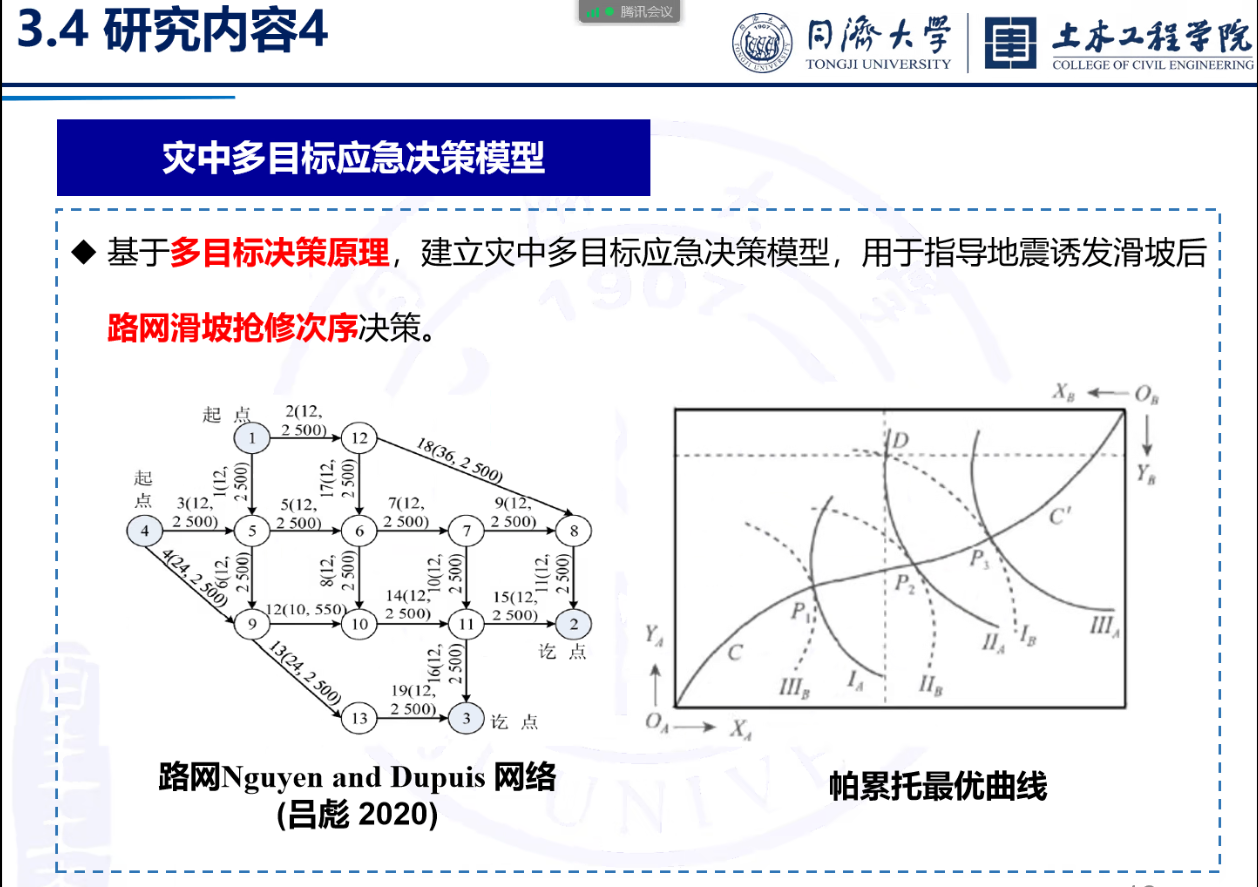 3.4 研究内容4
腾讯会议
同濟大學
TONGJI UNIVERSITY
土木工程学院
COLLEGE OF CIVIL ENGINEERING
灾中多目标应急决策模型
◆ 基于多目标决策原理，建立灾中多目标应急决策模型，用于指导地震诱发滑坡后
路网滑坡抢修次序决策。
起 点
2(12,
2 500)
1
12
18(36, 2 500)
起
点
1(12,
2 500)
17(12,
2 500)
3(12,
2 500)
5(12,
2 500)
7(12,
2 500)
9(12,
2 500)
4
5
6
7
8
4(24, 2 500)
6(12,
2 500)
8(12,
2 500)
10(12,
2 500)
11(12,
2 500)
12(10, 550)
14(12,
2 500)
15(12,
2 500)
9
10
11
2
讫 点
13(24, 2 500)
16(12,
2 500)
19(12,
2 500)
13
3
讫 点
路网Nguyen and Dupuis 网络
(吕彪 2020)
X_B
O_B
Y_B
D
C'
P_3
P_2
P_1
C
III_A
I_B
II_A
II_B
I_A
III_B
Y_A
O_A
X_A
帕累托最优曲线
1907